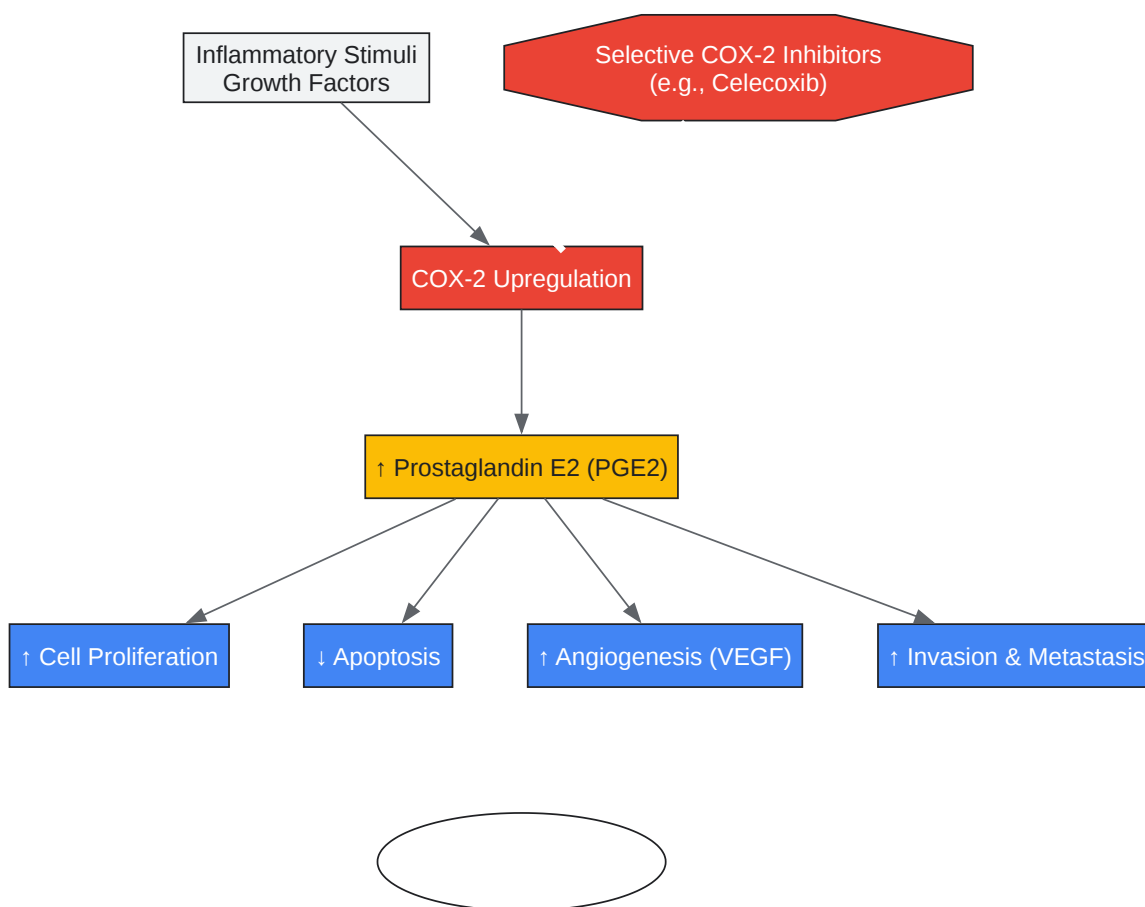 Inflammatory Stimuli
Growth Factors
Selective COX-2 Inhibitors
(e.g., Celecoxib)
COX-2 Upregulation
↑ Prostaglandin E2 (PGE2)
↑ Cell Proliferation
↓ Apoptosis
↑ Angiogenesis (VEGF)
↑ Invasion & Metastasis